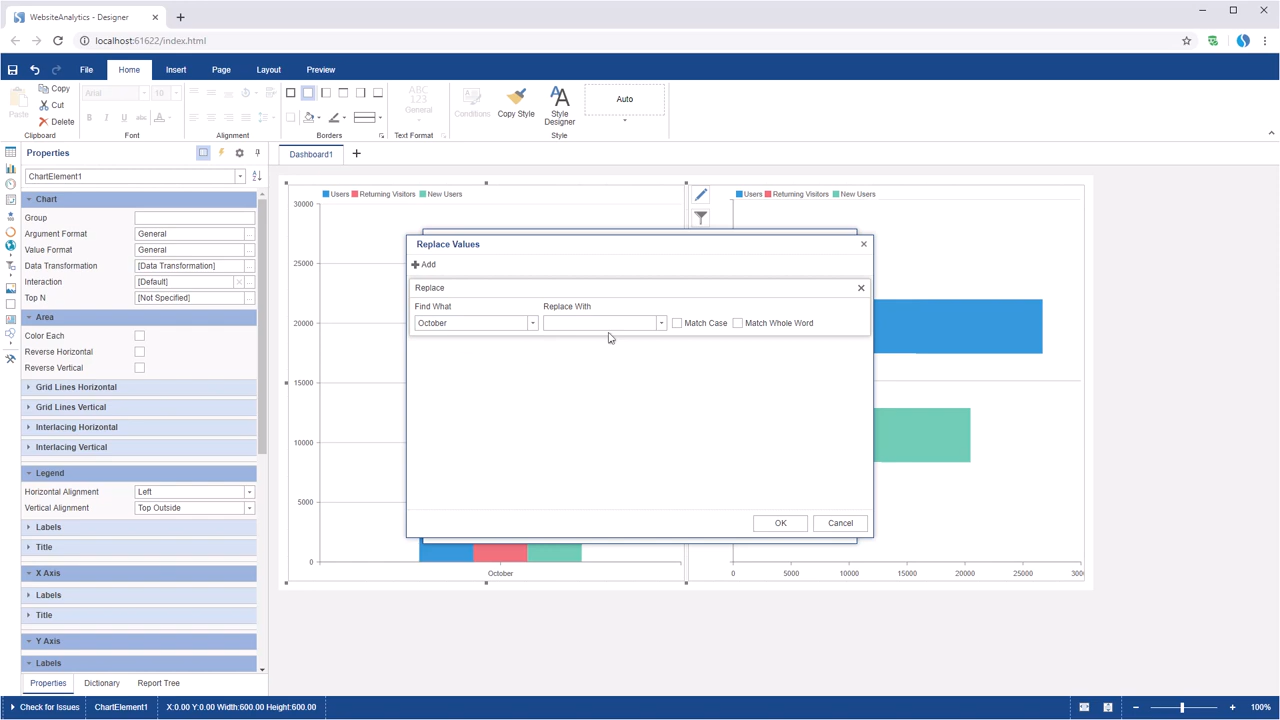 WebsiteAnalytics - Designer
localhost:61622/index.html
File Home Insert Page Layout Preview
Paste
Copy
Cut
Delete
Clipboard
Arial 10
B
Font
Alignment
Borders
ABC
123
General
Text Format
Conditions
Copy Style
Style
Designer
Auto
Style
Properties
ChartElement1
Chart
Group
Argument Format General
Value Format General
Data Transformation [Data Transformation]
Interaction [Default]
Top N [Not Specified]
Area
Color Each
Reverse Horizontal
Reverse Vertical
Grid Lines Horizontal
Grid Lines Vertical
Interlacing Horizontal
Interlacing Vertical
Legend
Horizontal Alignment Left
Vertical Alignment Top Outside
Labels
Title
X Axis
Labels
Title
Y Axis
Labels
Properties Dictionary Report Tree
Dashboard1
Users Returning Visitors New Users
30000
25000
20000
15000
10000
5000
0
October
Users Returning Visitors New Users
0 5000 10000 15000 20000 25000 300
Replace Values
Add
Replace
Find What Replace With
October Match Case Match Whole Word
OK Cancel
Check for Issues ChartElement1 X:0.00 Y:0.00 Width:600.00 Height:600.00 100%